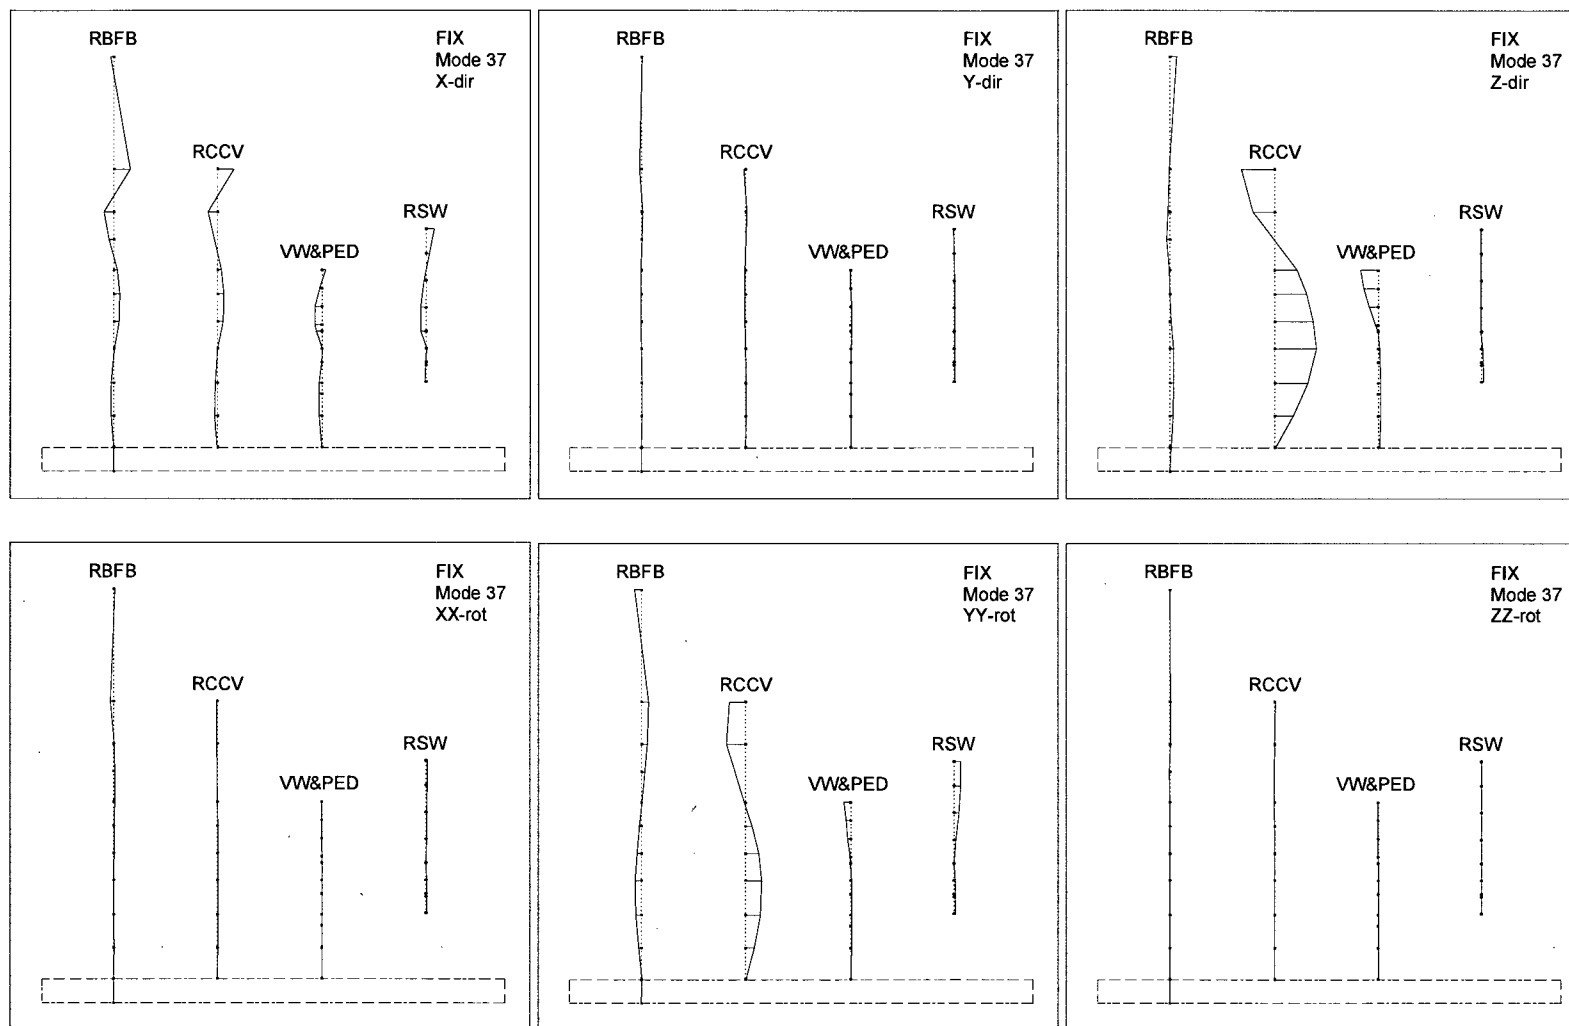 RBFB
FIX
Mode 37
X-dir
RCCV
RSW
VW&PED
RBFB
FIX
Mode 37
Y-dir
RCCV
RSW
VW&PED
RBFB
FIX
Mode 37
Z-dir
RCCV
RSW
VW&PED
RBFB
FIX
Mode 37
XX-rot
RCCV
RSW
VW&PED
RBFB
FIX
Mode 37
YY-rot
RCCV
RSW
VW&PED
RBFB
FIX
Mode 37
ZZ-rot
RCCV
RSW
VW&PED